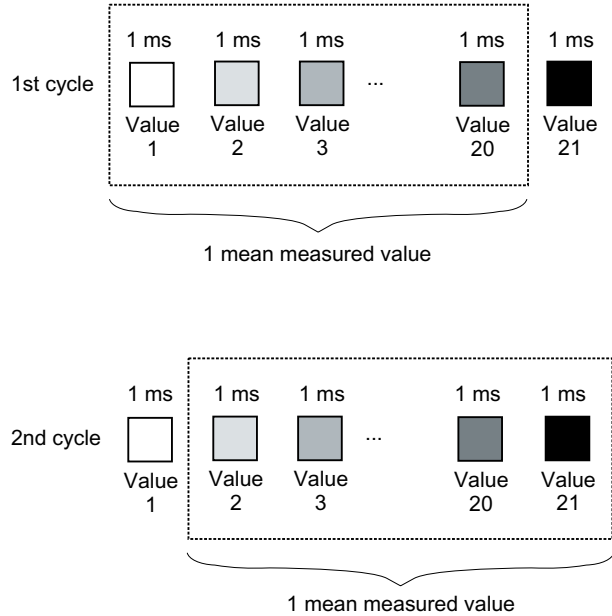 1 ms 1 ms 1 ms 1 ms 1 ms
1st cycle ...
Value Value Value Value Value
1 2 3 20 21
1 mean measured value
1 ms 1 ms 1 ms 1 ms 1 ms
2nd cycle ...
Value Value Value Value Value
1 2 3 20 21
1 mean measured value